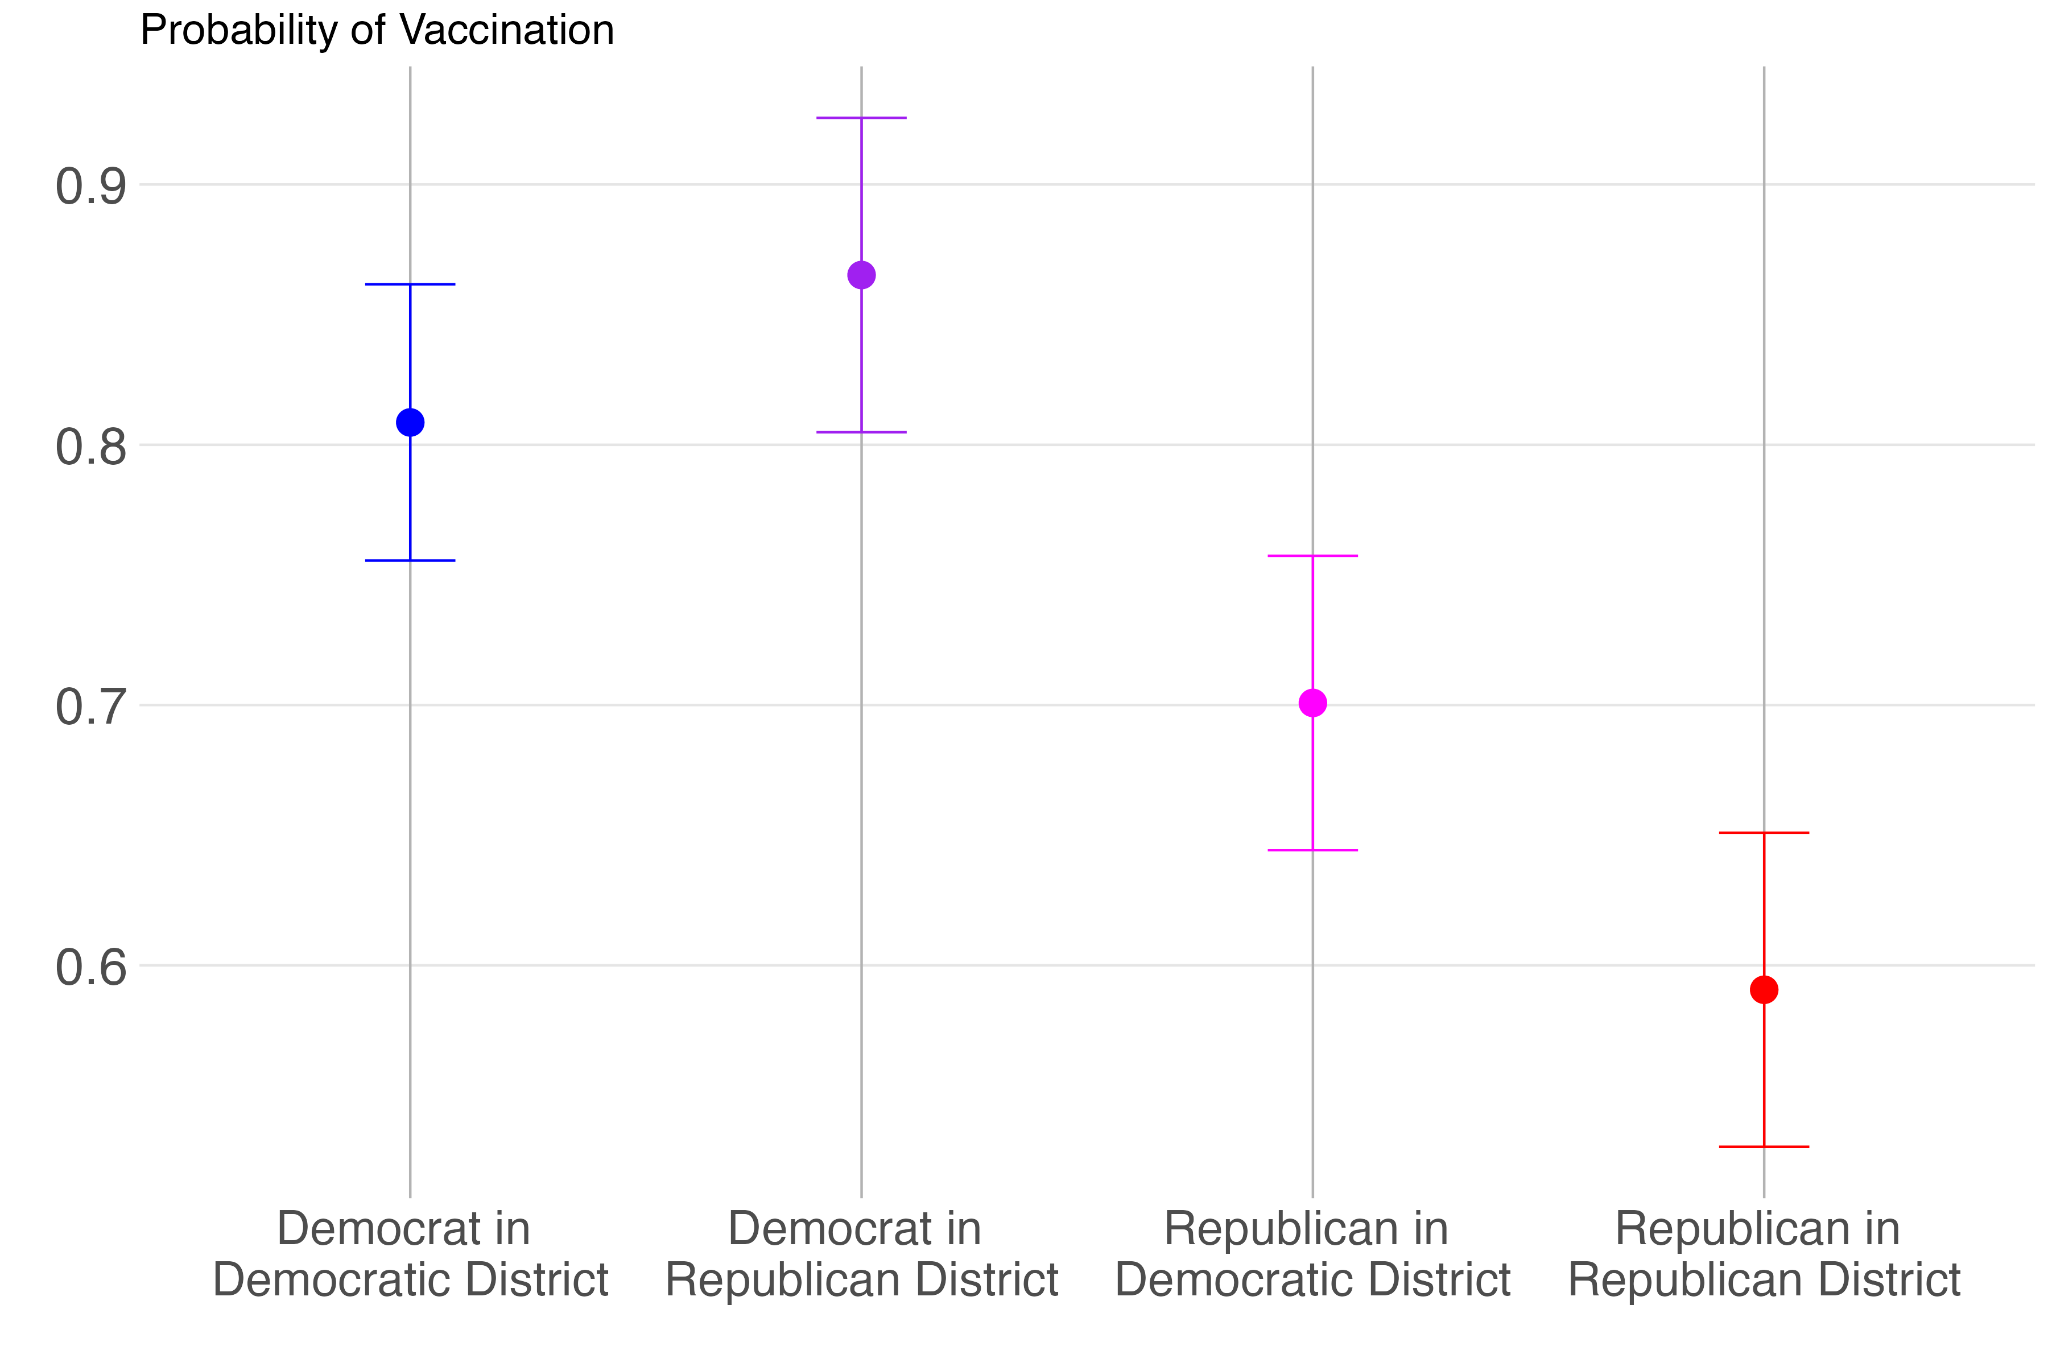 Probability of Vaccination
0.9
0.8
0.7
0.6
Democrat in
Democratic District
Democrat in
Republican District
Republican in
Democratic District
Republican in
Republican District